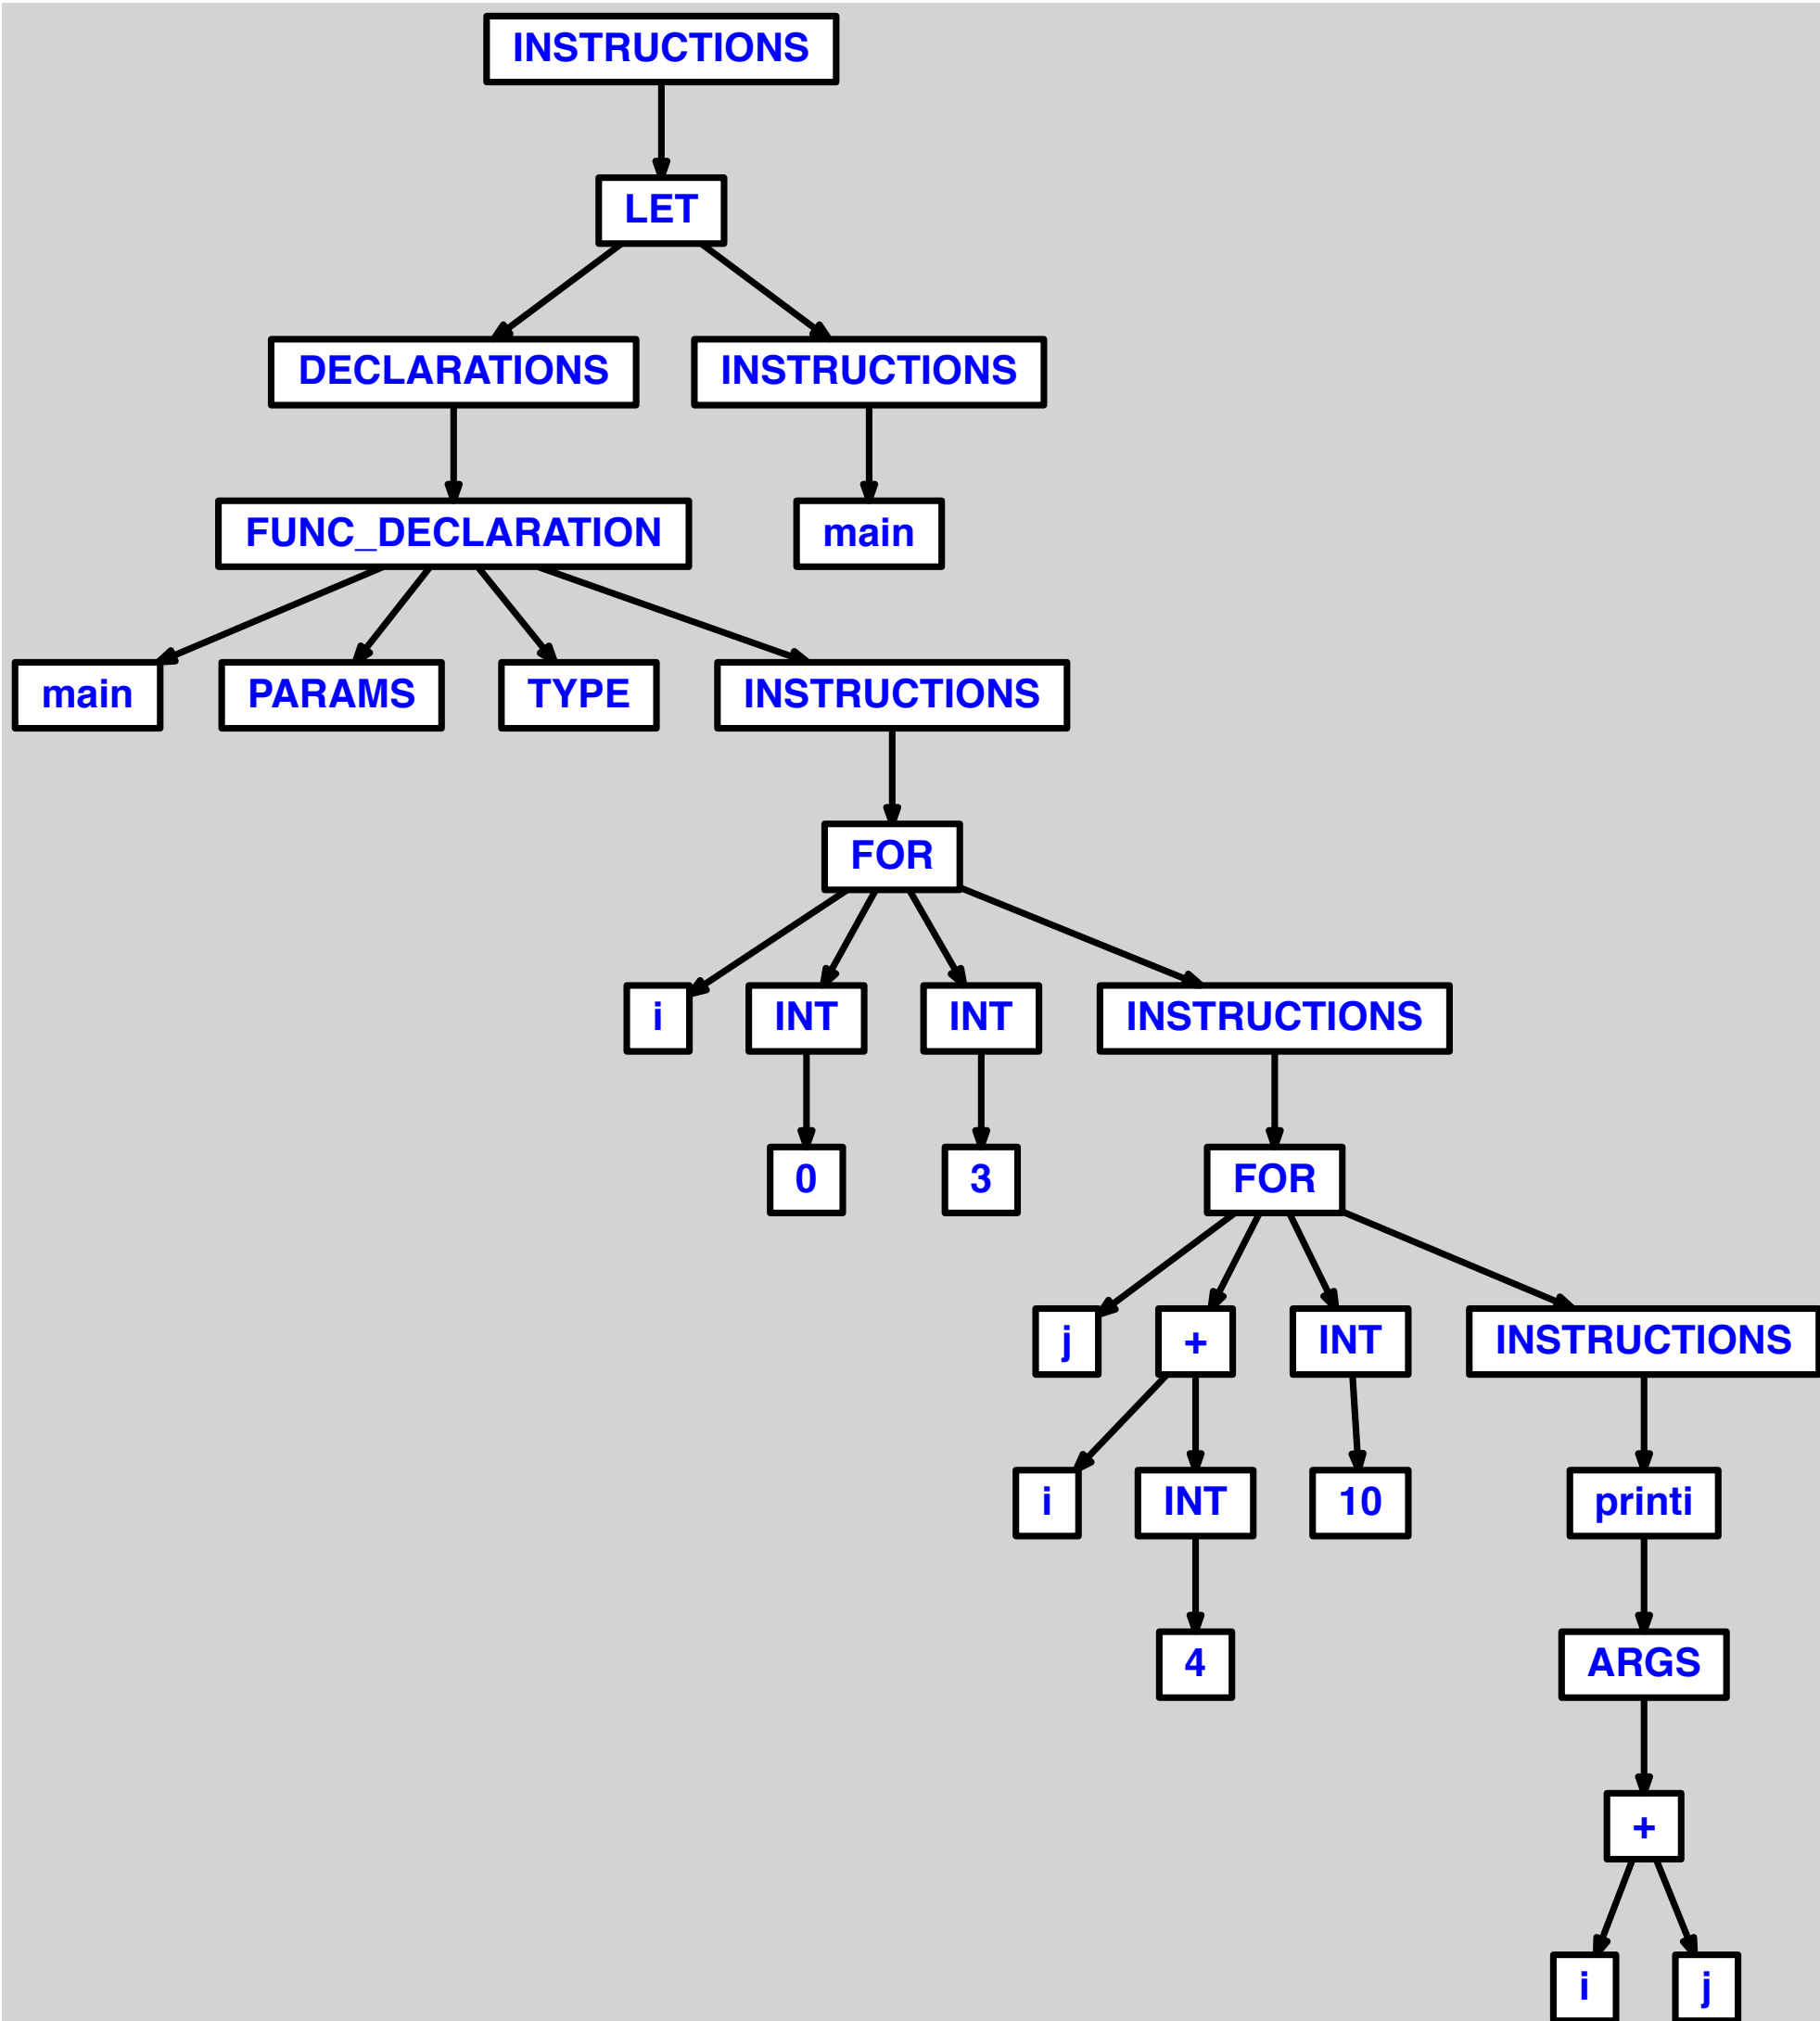 INSTRUCTIONS
LET
DECLARATIONS
INSTRUCTIONS
FUNC_DECLARATION
main
main
PARAMS
TYPE
INSTRUCTIONS
FOR
i
INT
INT
INSTRUCTIONS
0
3
FOR
j
+
INT
INSTRUCTIONS
i
INT
10
printi
4
ARGS
+
i
j